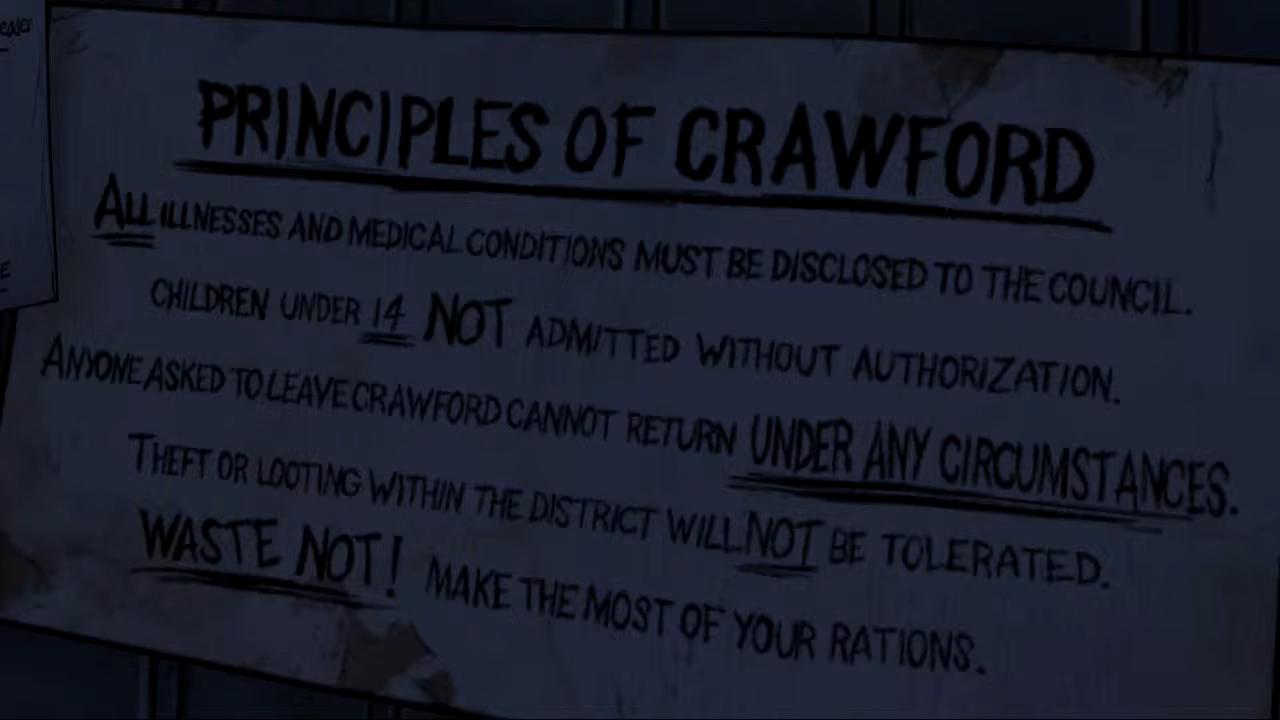 PRINCIPLES OF CRAWFORD
ALL ILLNESSES AND MEDICAL CONDITIONS MUST BE DISCLOSED TO THE COUNCIL.
CHILDREN UNDER 14 NOT ADMITTED WITHOUT AUTHORIZATION.
ANYONE ASKED TO LEAVE CRAWFORD CANNOT RETURN UNDER ANY CIRCUMSTANCES.
THEFT OR LOOTING WITHIN THE DISTRICT WILL NOT BE TOLERATED.
WASTE NOT! MAKE THE MOST OF YOUR RATIONS.